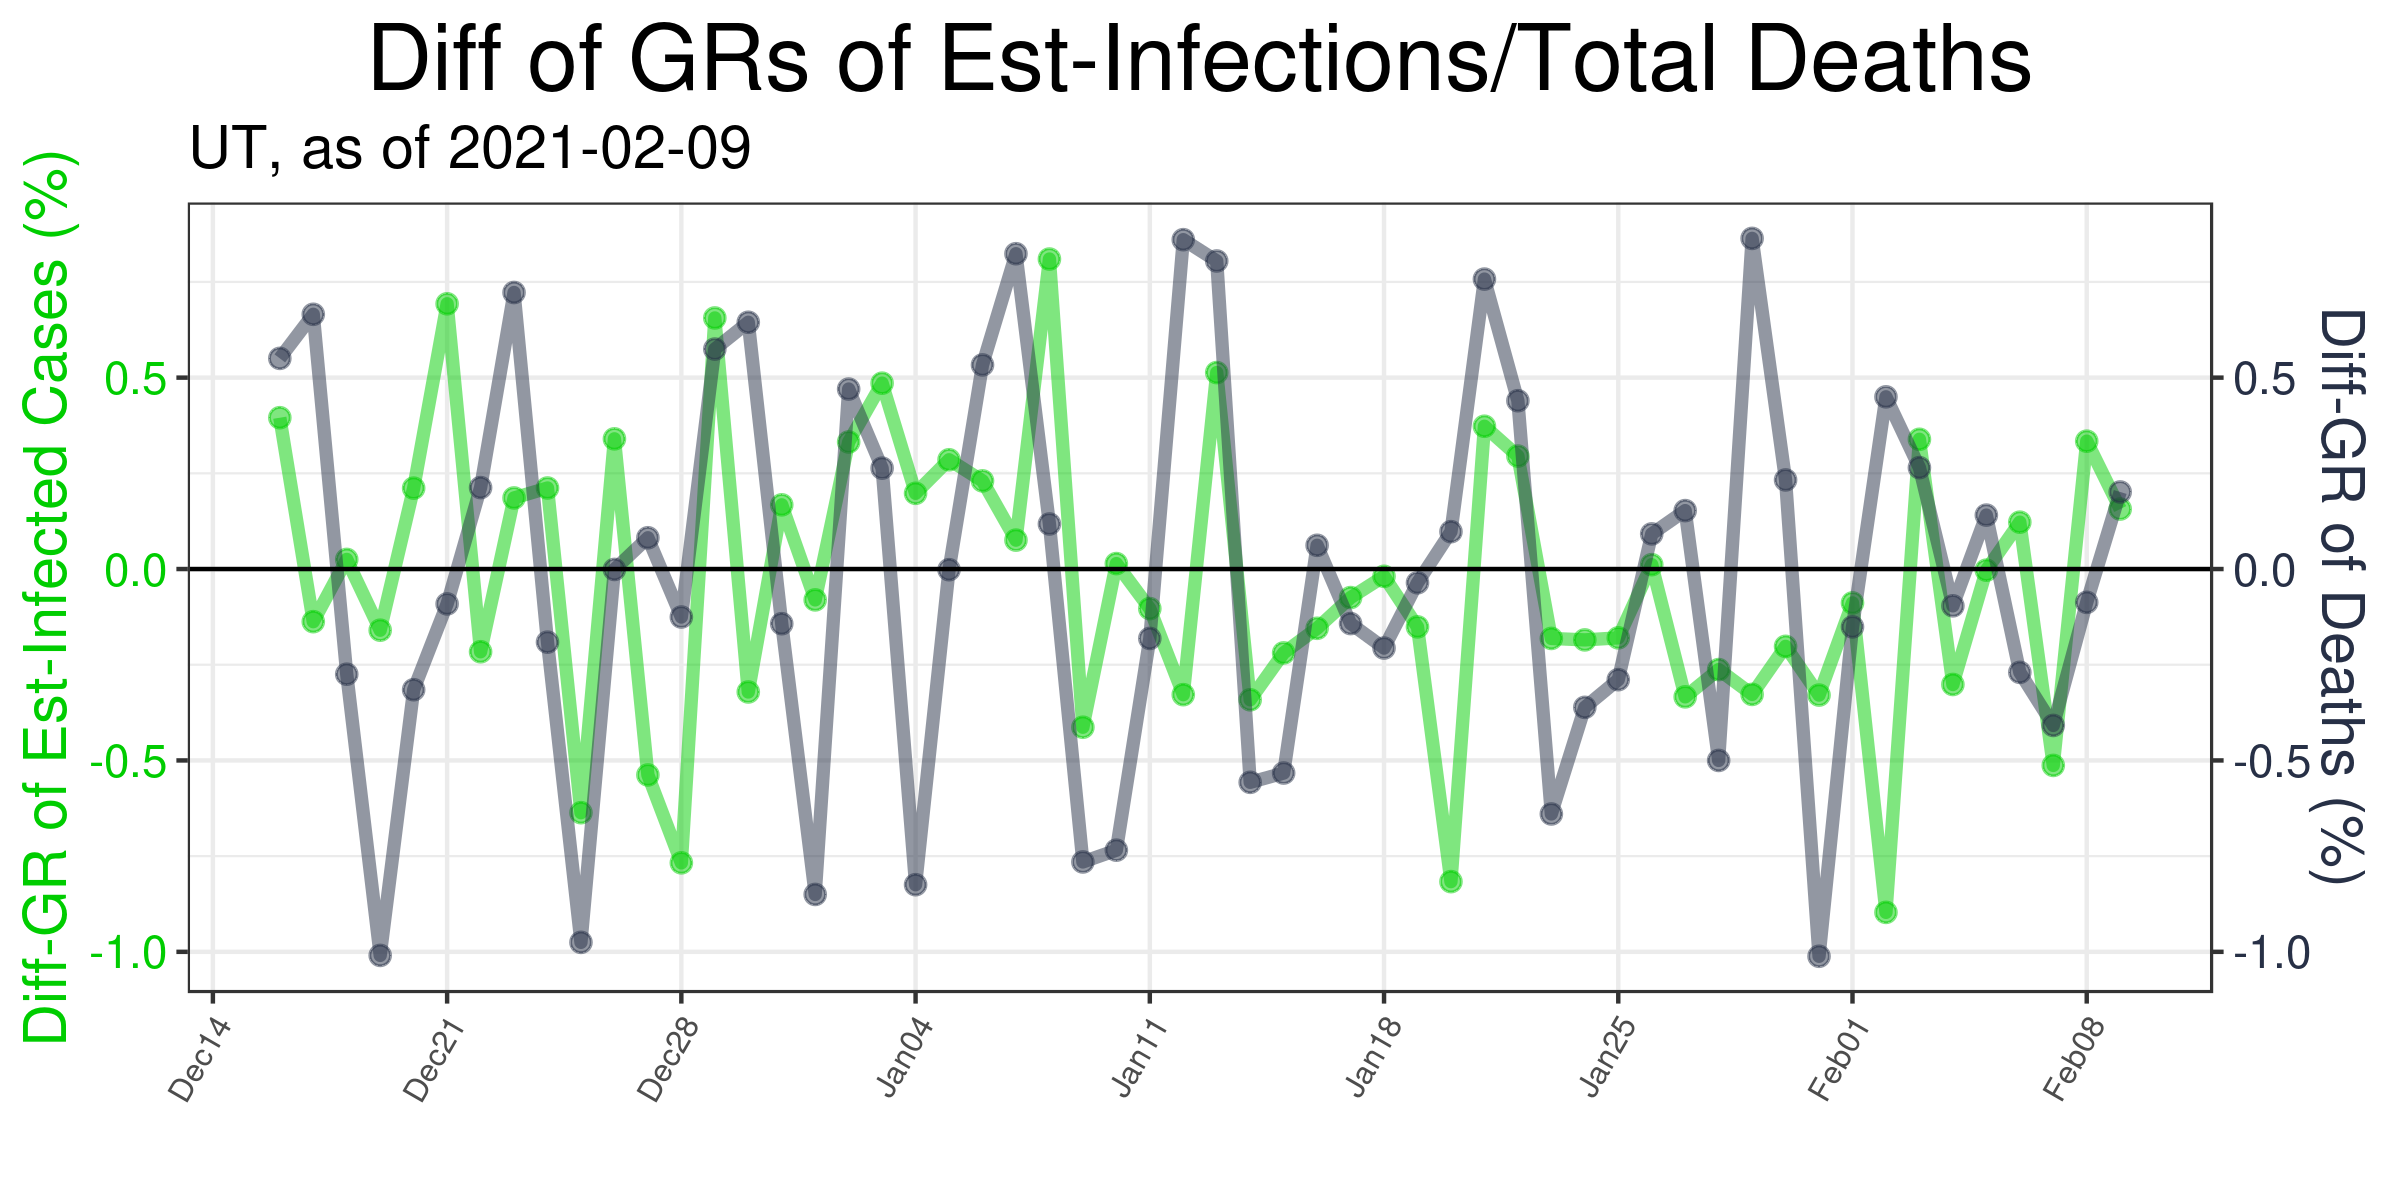 Diff of GRs of Est-Infections/Total Deaths
UT, as of 2021-02-09
Diff-GR of Est-Infected Cases (%)
0.5
0.0
-0.5
-1.0
Diff-GR of Deaths (%)
0.5
0.0
-0.5
-1.0
Dec14
Dec21
Dec28
Jan04
Jan11
Jan18
Jan25
Feb01
Feb08